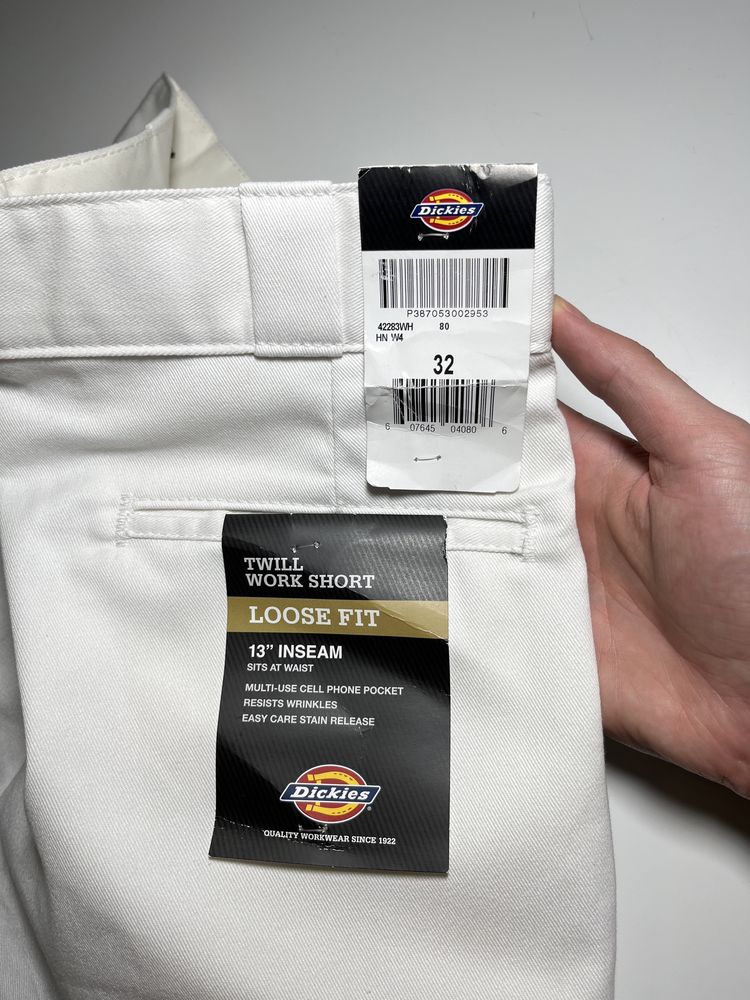 Dickies
P387053002953
42283WH 80
HN W4
32
6 07645 04080 6
TWILL
WORK SHORT
LOOSE FIT
13” INSEAM
SITS AT WAIST
MULTI-USE CELL PHONE POCKET
RESISTS WRINKLES
EASY CARE STAIN RELEASE
Dickies®
QUALITY WORKWEAR SINCE 1922